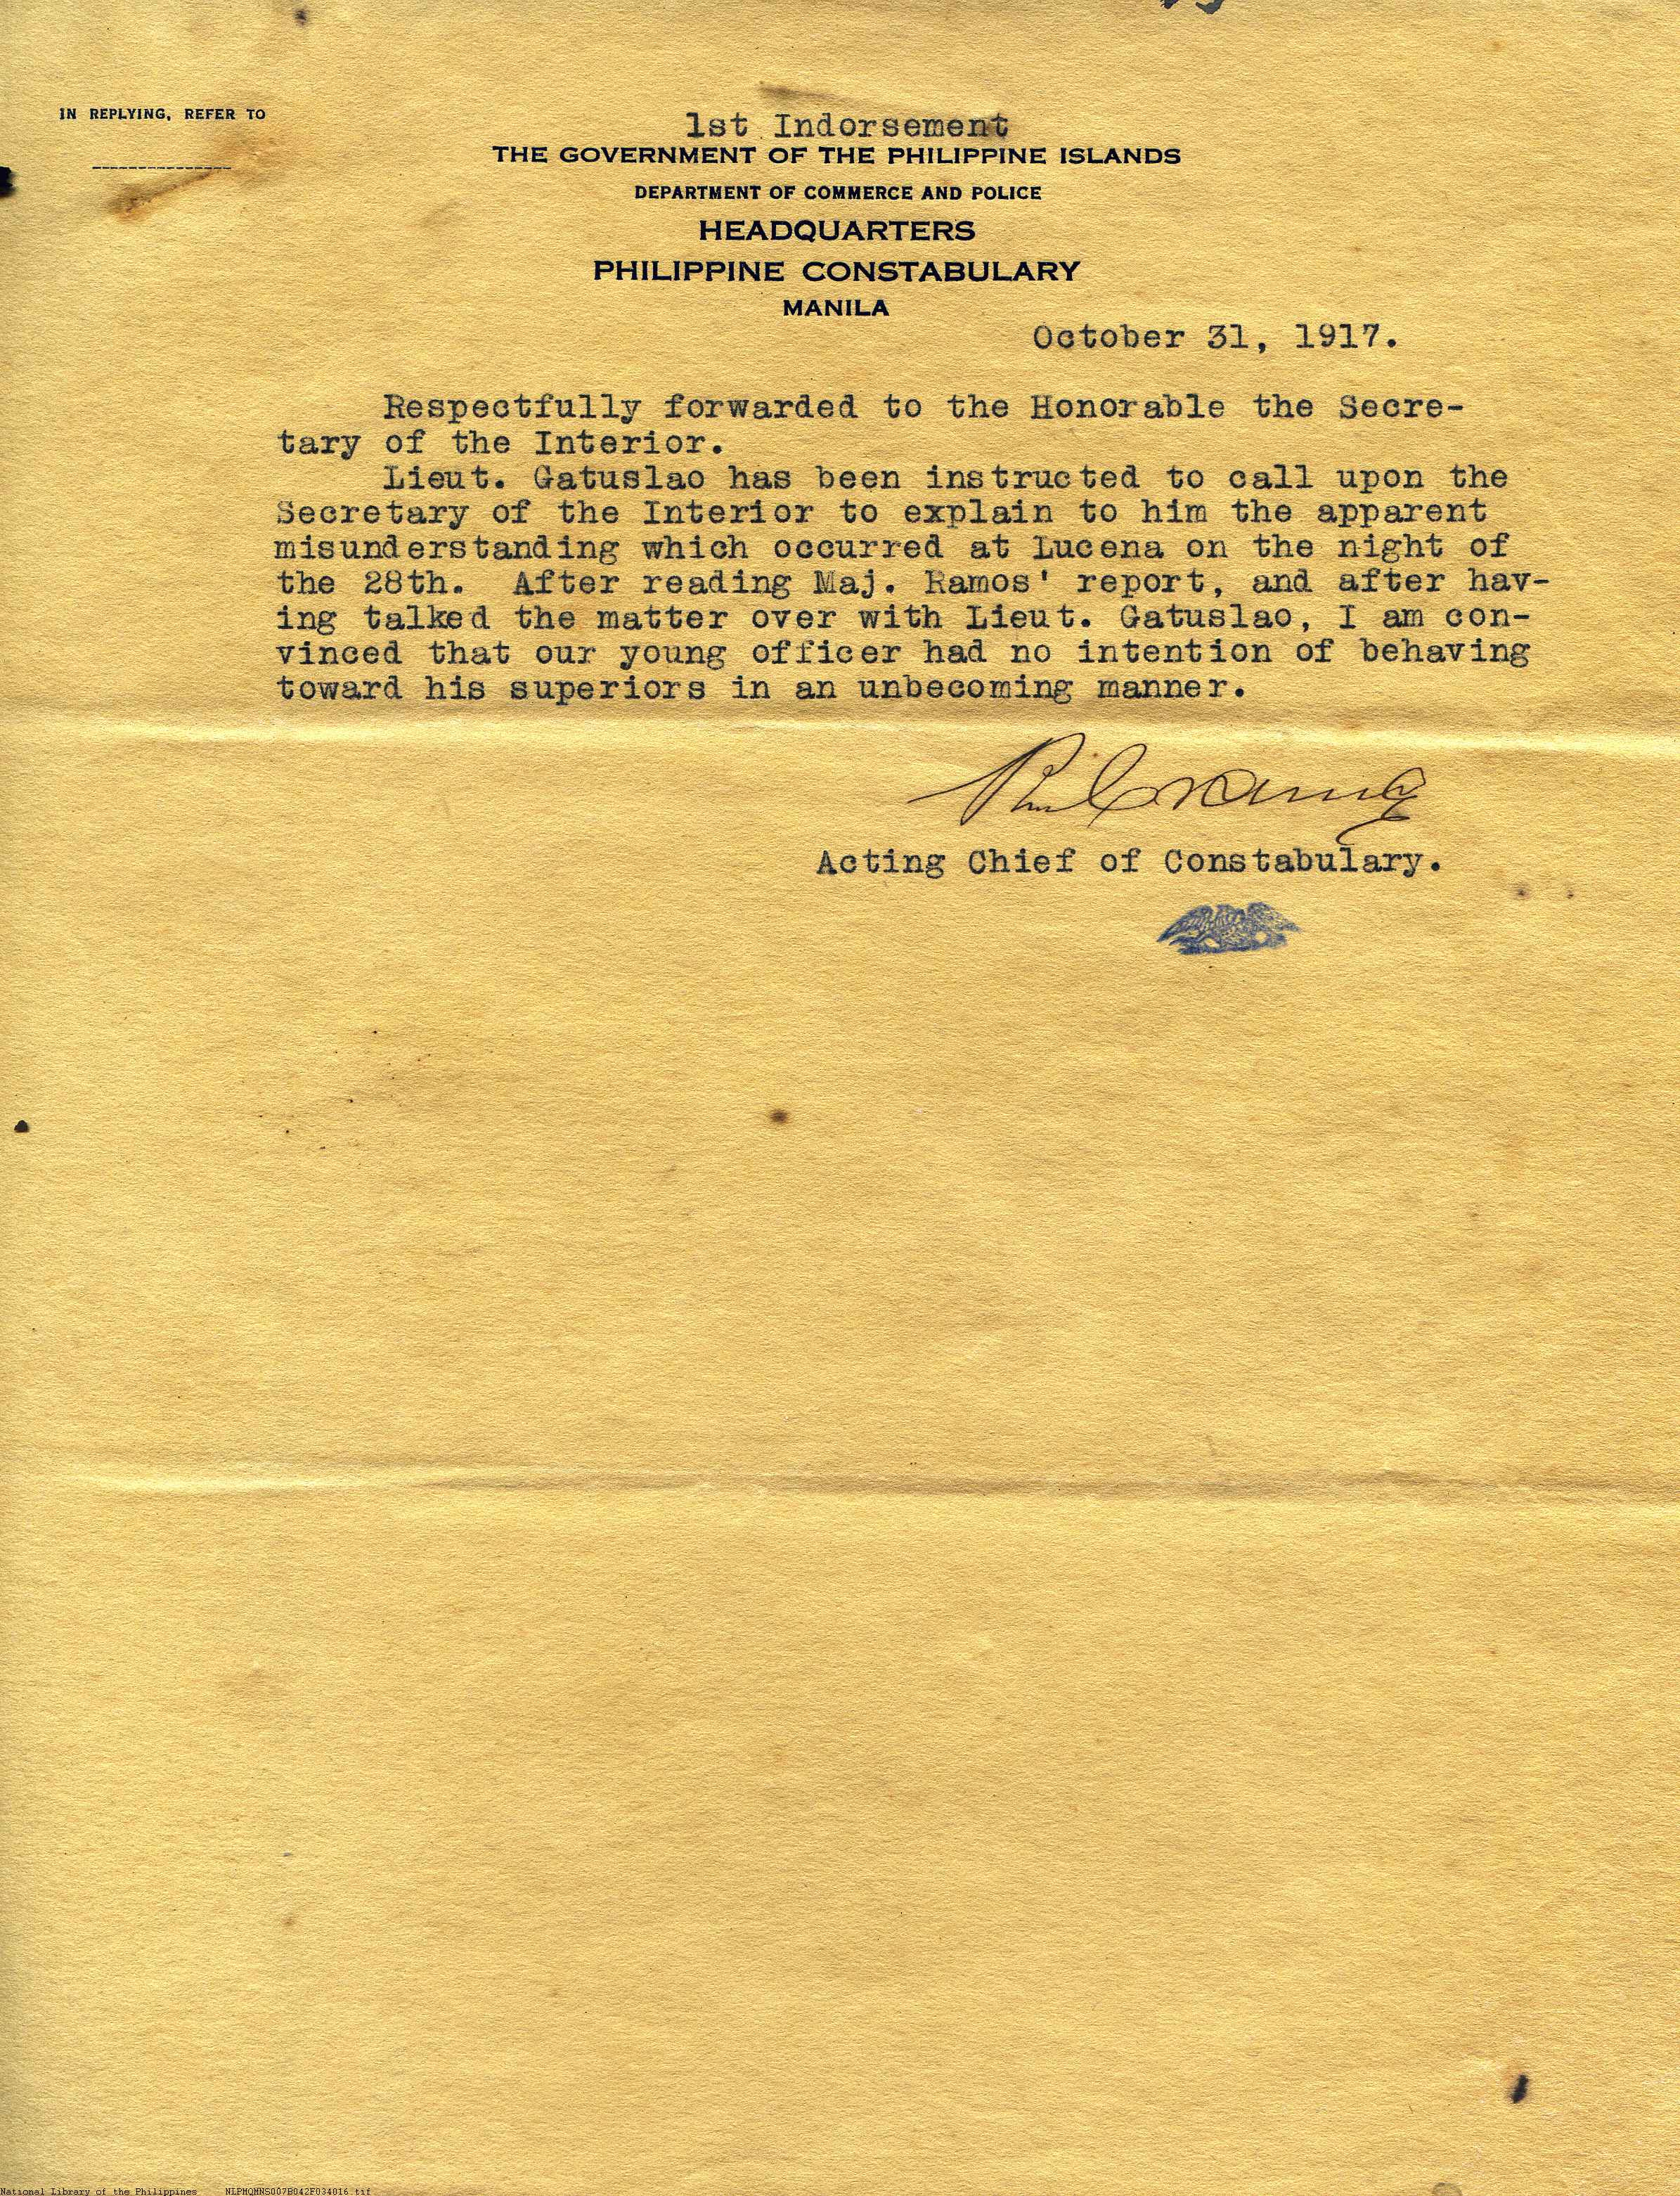 IN REPLYING, REFER TO
1st Indorsement
THE GOVERNMENT OF THE PHILIPPINE ISLANDS
DEPARTMENT OF COMMERCE AND POLICE
HEADQUARTERS
PHILIPPINE CONSTABULARY
MANILA
October 31, 1917.
Respectfully forwarded to the Honorable the Secre-
tary of the Interior.
Lieut. Gatuslao has been instructed to call upon the
Secretary of the Interior to explain to him the apparent
misunderstanding which occurred at Lucena on the night of
the 28th. After reading Maj. Ramos' report, and after hav-
ing talked the matter over with Lieut. Gatuslao, I am con-
vinced that our young officer had no intention of behaving
toward his superiors in an unbecoming manner.
Acting Chief of Constabulary.
National Library of the Philippines NLPMQMNS007B042F034016.tif